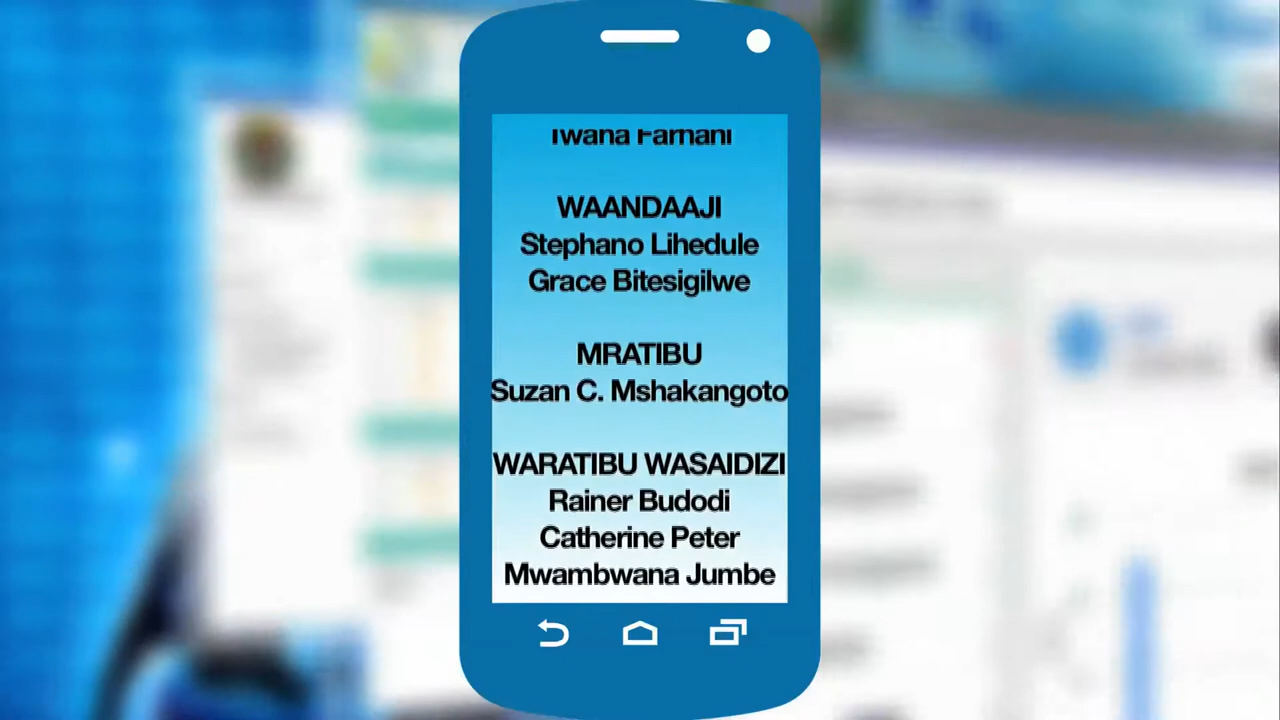 WAANDAAJI
Stephano Lihedule
Grace Bitesigilwe
MRATIBU
Suzan C. Mshakangoto
WARATIBU WASAIDIZI
Rainer Budodi
Catherine Peter
Mwambwana Jumbe